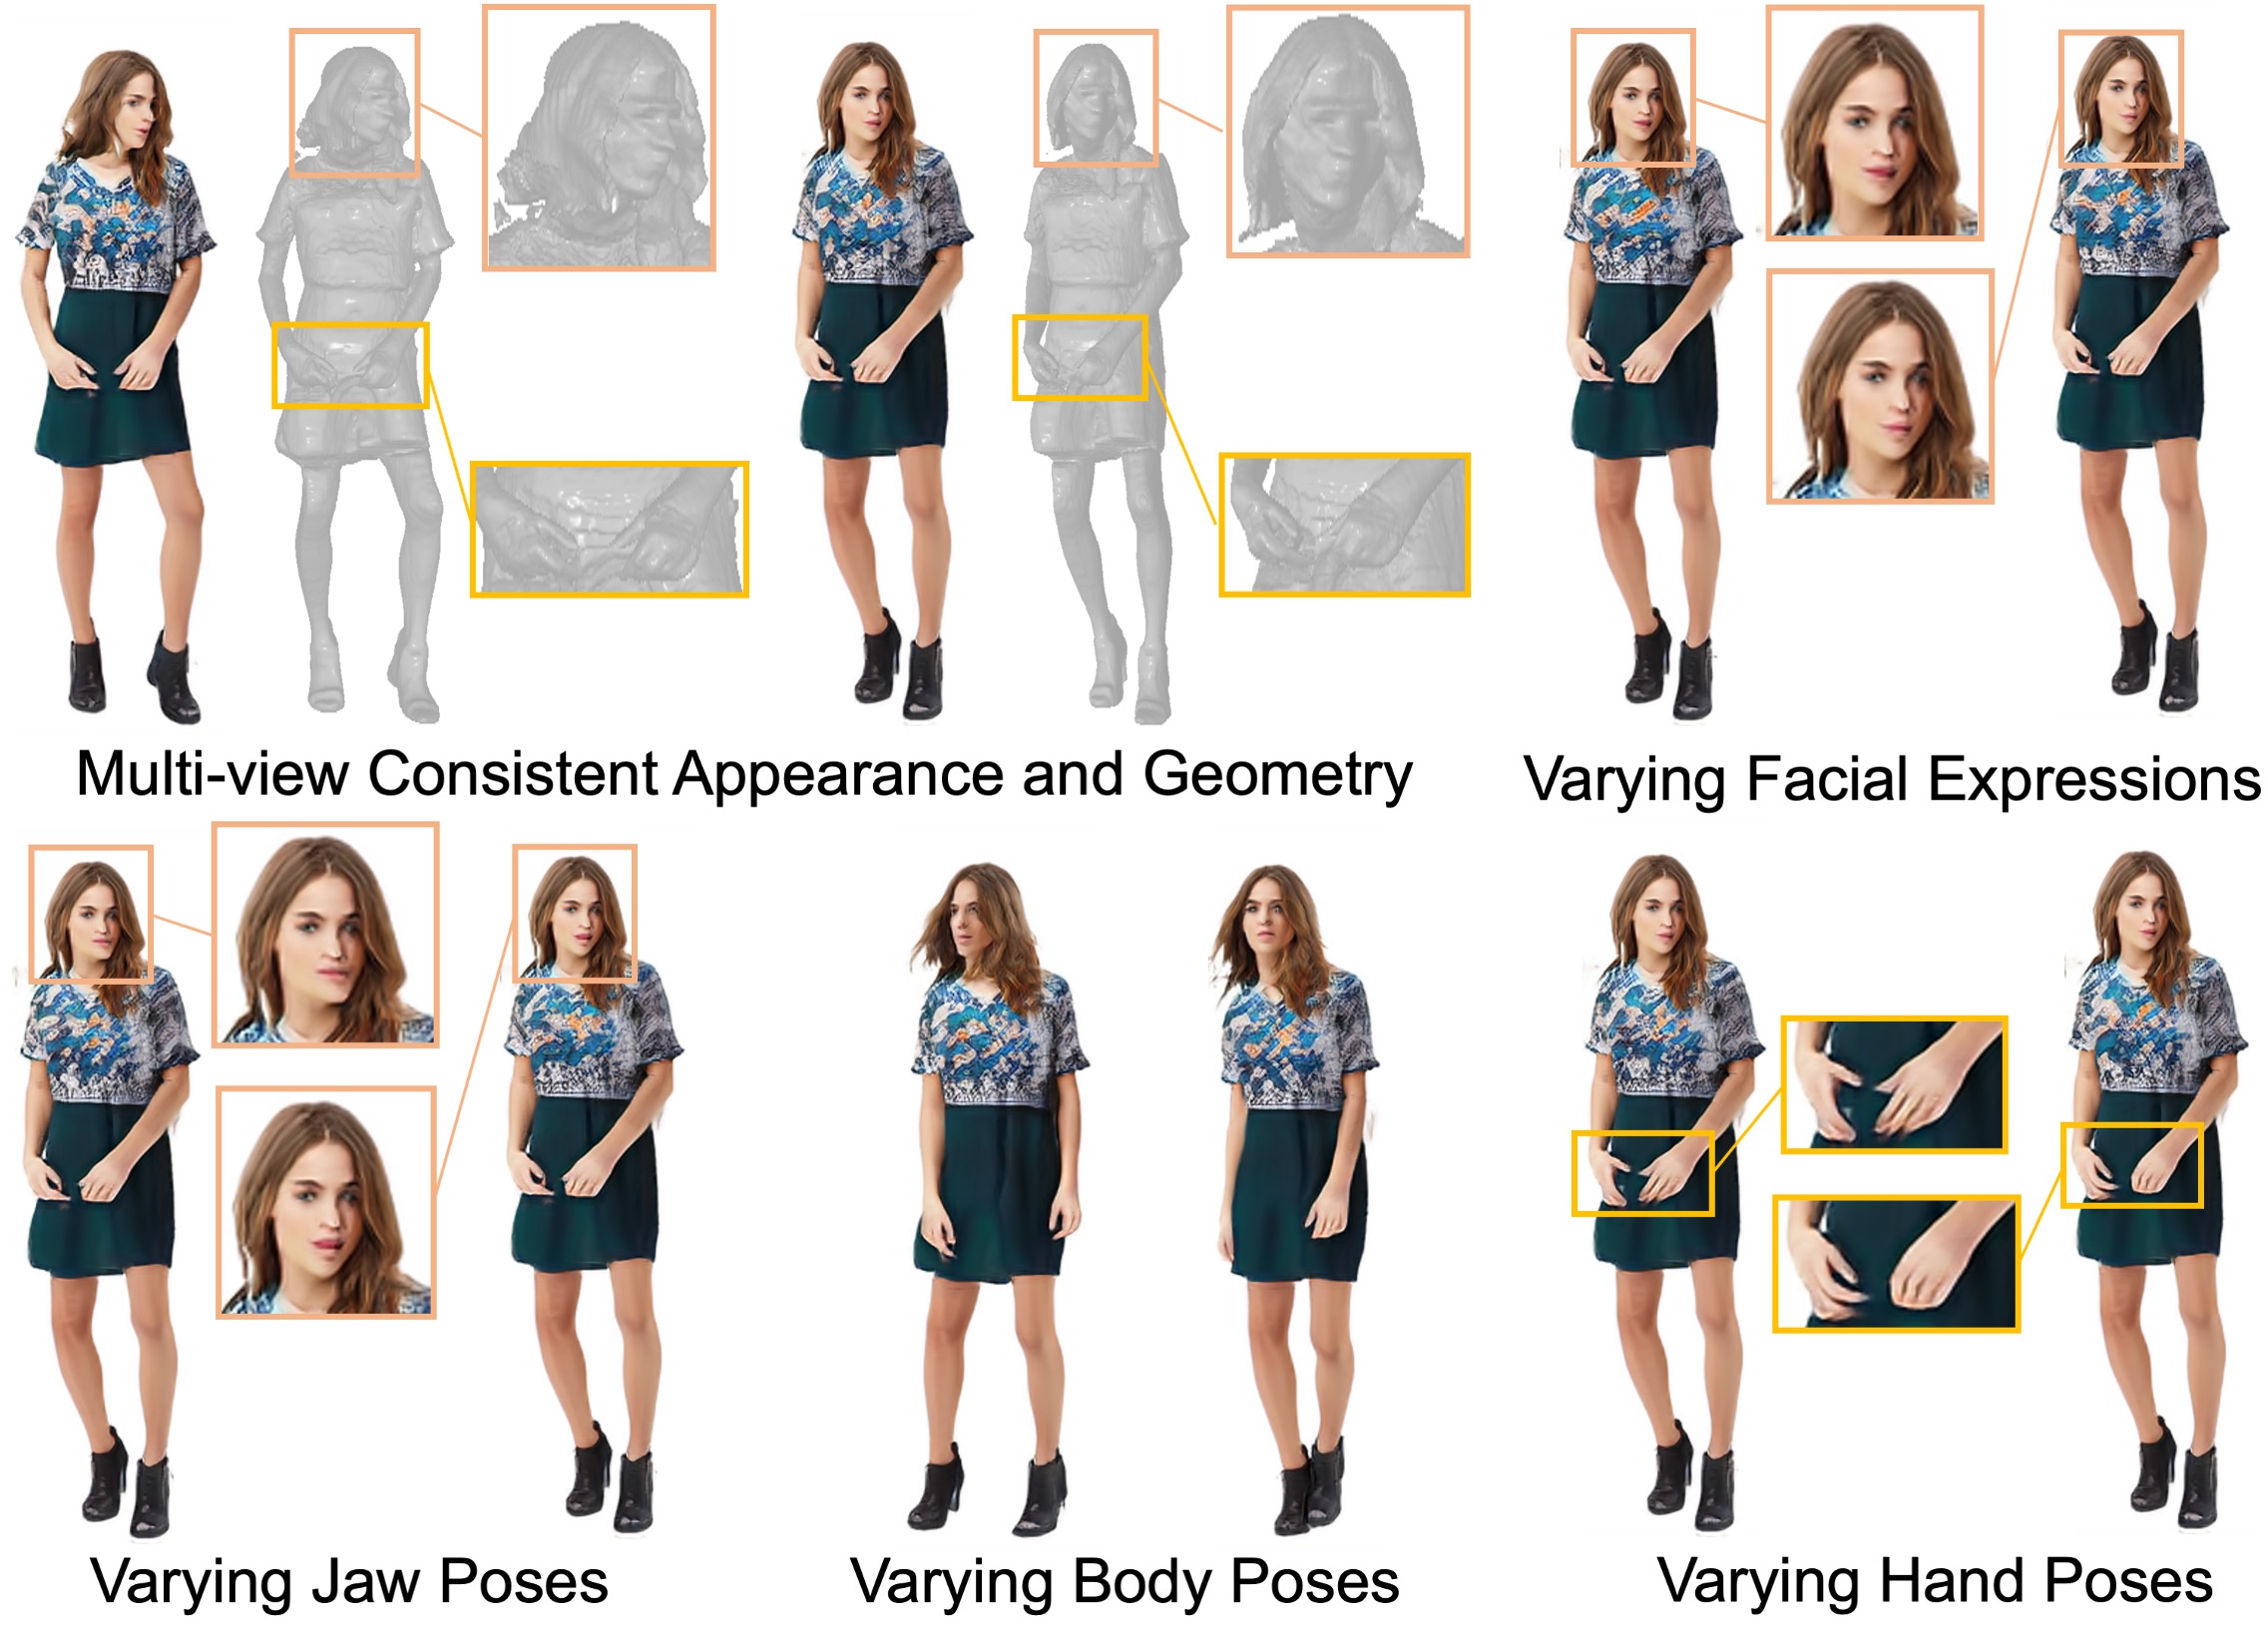 Multi-view Consistent Appearance and Geometry
Varying Facial Expressions
Varying Jaw Poses
Varying Body Poses
Varying Hand Poses